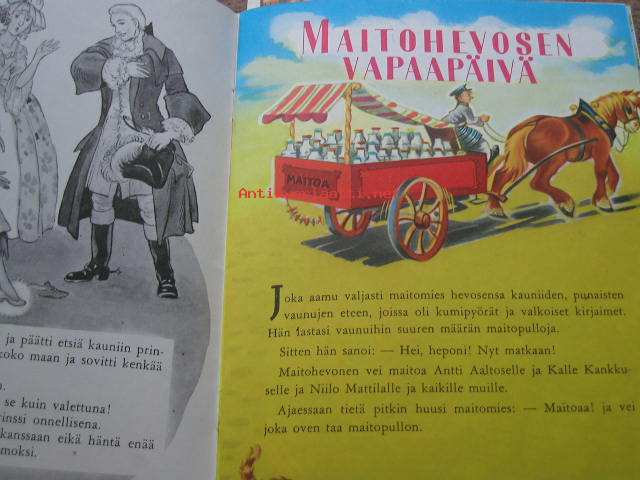 ja päätti etsiä kauniin prin-
koko maan ja sovitti kenkää
se kuin valettuna!
rinssi onnellisena.
kanssaan eikä häntä enää
MAITOHEVOSEN
VAPAAPÄIVÄ
MAITOA
Joka aamu valjasti maitomies hevosensa kauniiden, punaisten
vaunujen eteen, joissa oli kumipyörät ja valkoiset kirjaimet.
Hän lastasi vaunuihin suuren määrän maitopulloja.
Sitten hän sanoi: — Hei, heponi! Nyt matkaan!
Maitohevonen vei maitoa Antti Aaltoselle ja Kalle Kankku-
selle ja Niilo Mattilalle ja kaikille muille.
Ajaessaan tietä pitkin huusi maitomies: — Maitoaa! ja vei
joka oven taa maitopullon.